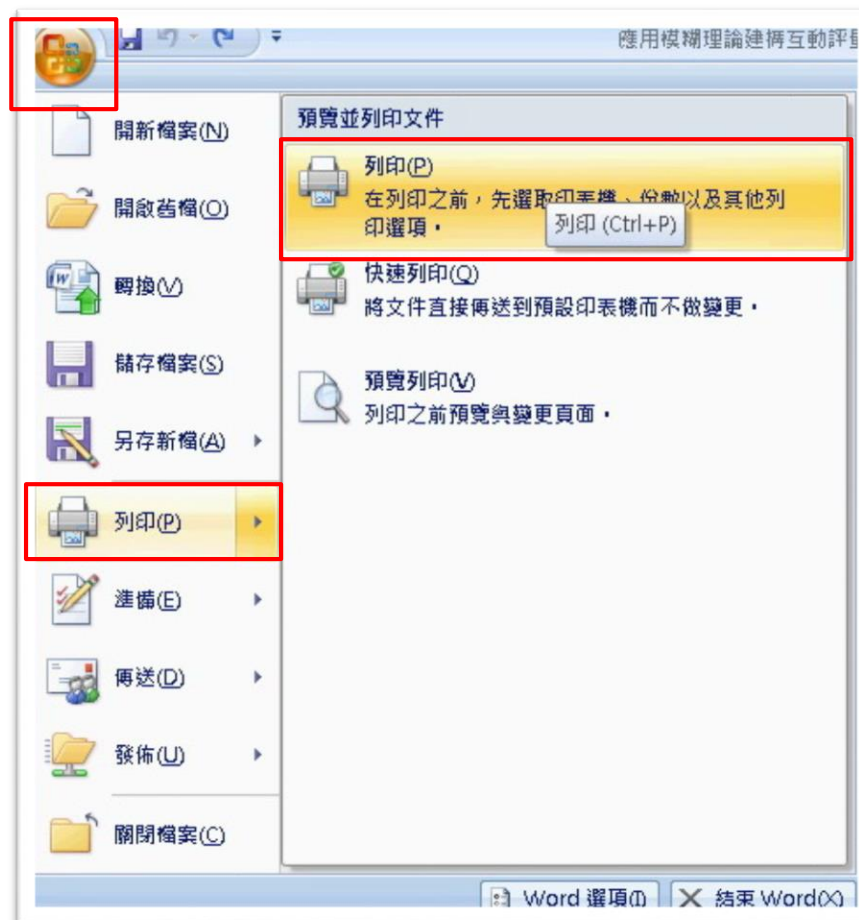 應用模糊理論建構互動評量
開新檔案(N)
開啟舊檔(O)
轉換(V)
儲存檔案(S)
另存新檔(A)
列印(P)
準備(E)
傳送(D)
發佈(U)
關閉檔案(C)
預覽並列印文件
列印(P)
在列印之前，先選取印表機、份數以及其他列
印選項。
列印 (Ctrl+P)
快速列印(Q)
將文件直接傳送到預設印表機而不做變更。
預覽列印(V)
列印之前預覽與變更頁面。
Word 選項(I)
結束 Word(X)